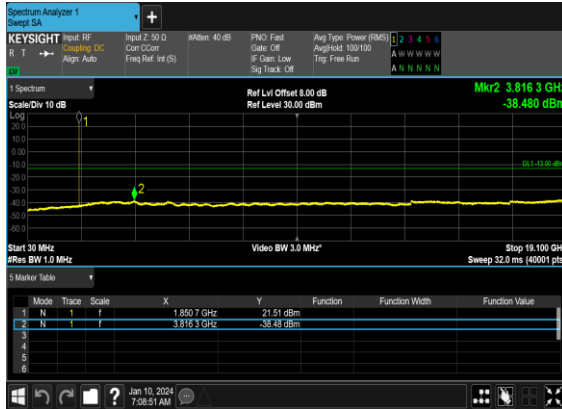 Spectrum Analyzer 1
Swept SA
+
KEYSIGHT Input: RF Input Z: 50 Ω #Atten: 40 dB PNO: Fast Avg Type: Power (RMS) 1 2 3 4 5 6
R T Coupling: DC Corr CCorr Gate: Off Avg|Hold: 100/100 A W W W W W
Align: Auto Freq Ref: Int (S) IF Gain: Low Trig: Free Run
LU Sig Track: Off A N N N N N
1 Spectrum Ref Lvl Offset 8.00 dB Mkr2 3.816 3 GHz
Scale/Div 10 dB Ref Level 30.00 dBm -38.480 dBm
Log
20.0 1
10.0
0.00
-10.0 DL1 -13.00 dBm
-20.0
-30.0 2
-40.0
-50.0
-60.0
Start 30 MHz Video BW 3.0 MHz* Stop 19.100 GHz
#Res BW 1.0 MHz Sweep 32.0 ms (40001 pts)
5 Marker Table
Mode Trace Scale X Y Function Function Width Function Value
1 N 1 f 1.850 7 GHz 21.51 dBm
2 N 1 f 3.816 3 GHz -38.48 dBm
3
4
5
6
? Jan 10, 2024
7:08:51 AM